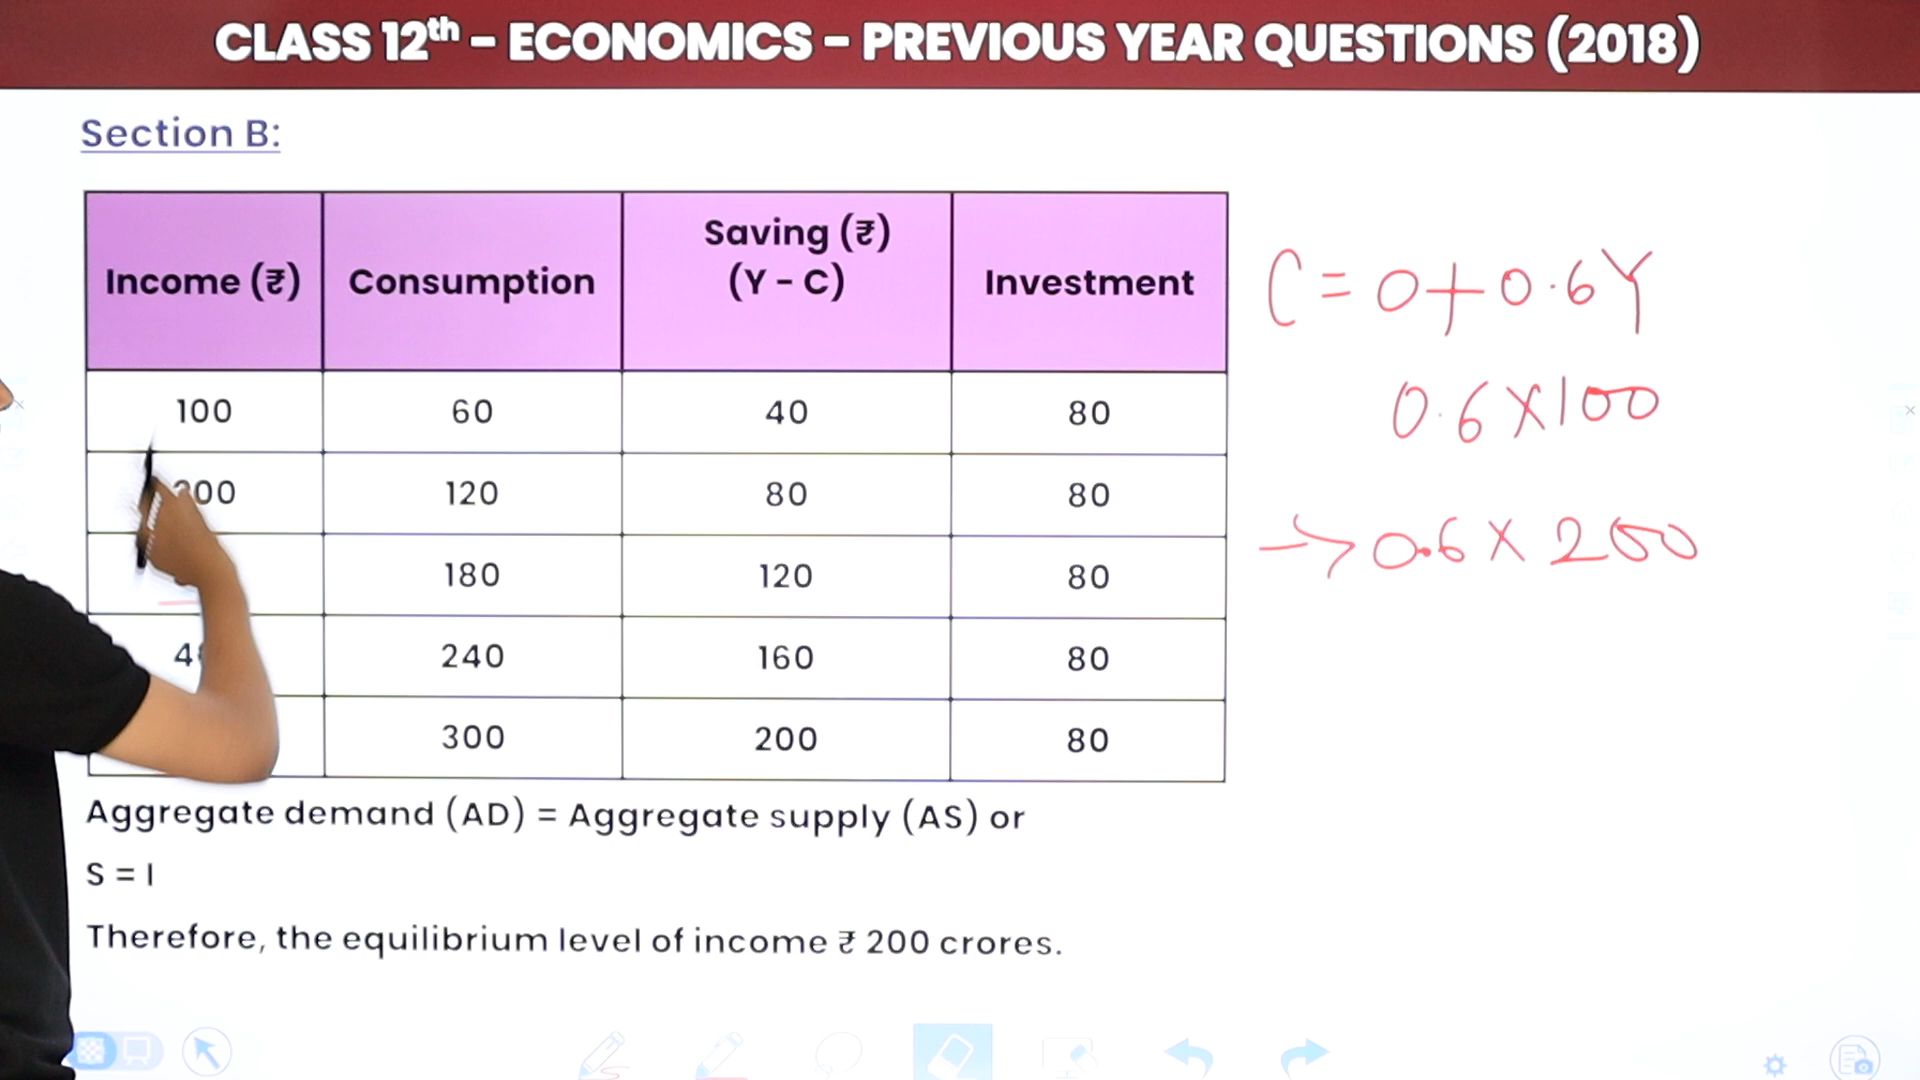 CLASS 12th - ECONOMICS - PREVIOUS YEAR QUESTIONS (2018)
Section B:
Income (₹) Consumption Saving (₹) (Y - C) Investment
100 60 40 80
120 80 80
180 120 80
240 160 80
300 200 80
Aggregate demand (AD) = Aggregate supply (AS) or
S = I
Therefore, the equilibrium level of income ₹ 200 crores.
C = 0 + 0.6Y
0.6 X 100
→ 0.6 X 200